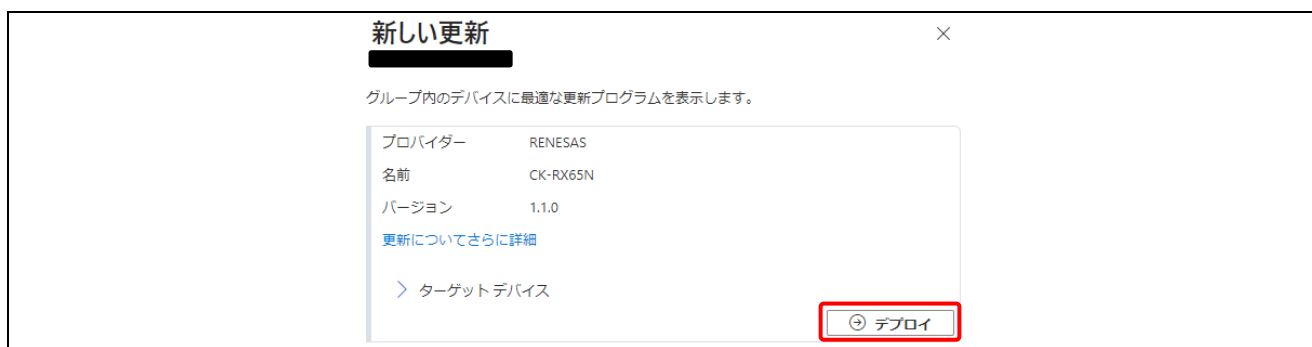 新しい更新
グループ内のデバイスに最適な更新プログラムを表示します。
プロバイダー RENESAS
名前 CK-RX65N
バージョン 1.1.0
更新についてさらに詳細
ターゲット デバイス
デプロイ